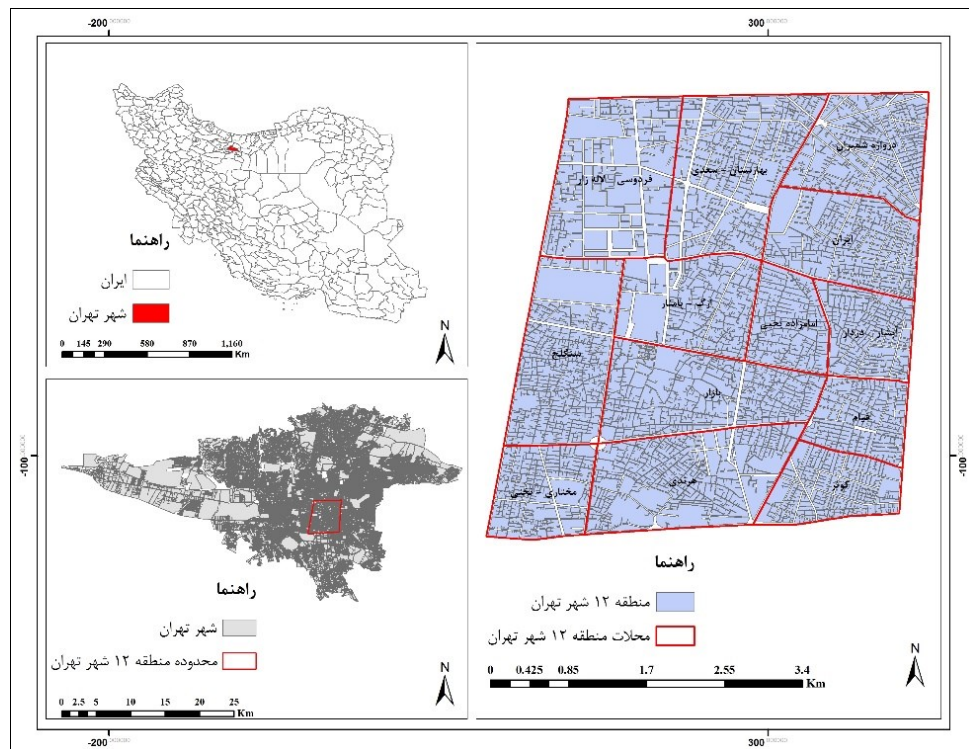 -200
300
-100
-100
-200
300
راهنما
ایران
شهر تهران
0 145 290 580 870 1,160
Km
N
راهنما
شهر تهران
محدوده منطقه ۱۲ شهر تهران
0 2.5 5 10 15 20 25
Km
N
دروازه شمیران
بهارستان - سعدی
فردوسی - لاله زار
ایران
ارگ - پامنار
امامزاده یحیی
آبشار - دردار
سنگلج
بازار
قیام
هرندی
کوثر
مختاری - تختی
راهنما
منطقه ۱۲ شهر تهران
محلات منطقه ۱۲ شهر تهران
0 0.425 0.85 1.7 2.55 3.4
Km
N